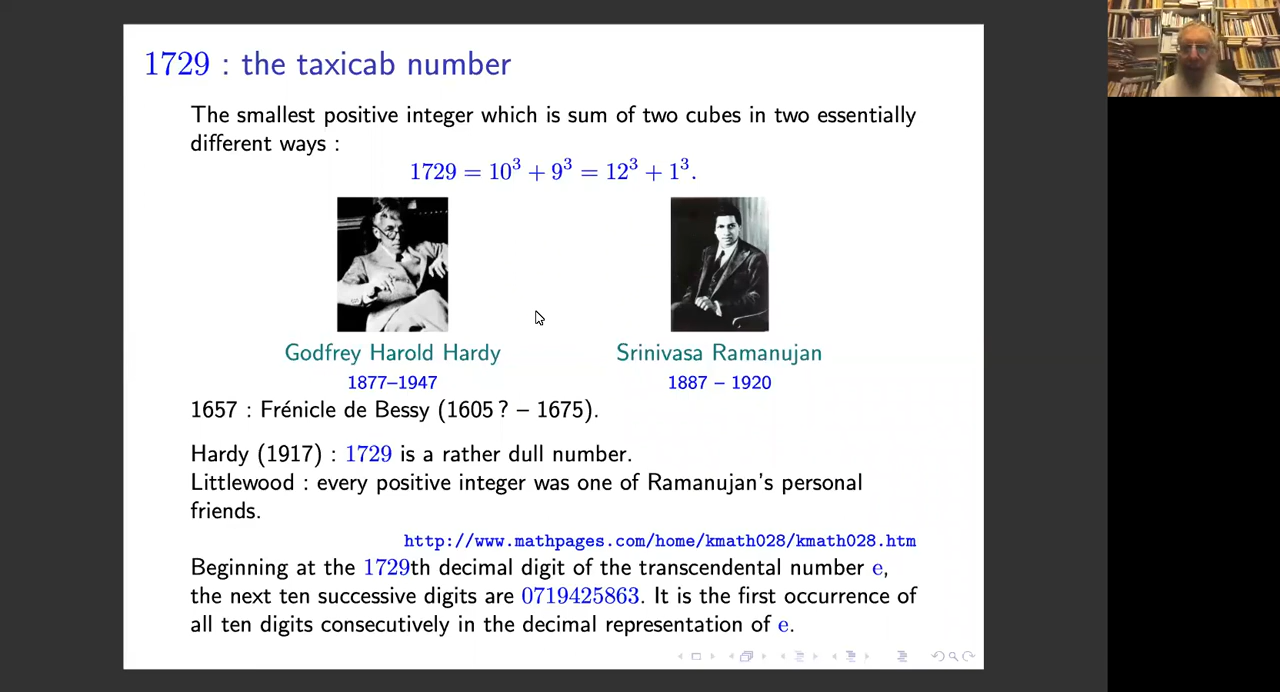 1729 : the taxicab number
The smallest positive integer which is sum of two cubes in two essentially
different ways :
1729 = 10³ + 9³ = 12³ + 1³.
Godfrey Harold Hardy
1877–1947
Srinivasa Ramanujan
1887 – 1920
1657 : Frénicle de Bessy (1605 ? – 1675).
Hardy (1917) : 1729 is a rather dull number.
Littlewood : every positive integer was one of Ramanujan's personal
friends.
http://www.mathpages.com/home/kmath028/kmath028.htm
Beginning at the 1729th decimal digit of the transcendental number e,
the next ten successive digits are 0719425863. It is the first occurrence of
all ten digits consecutively in the decimal representation of e.